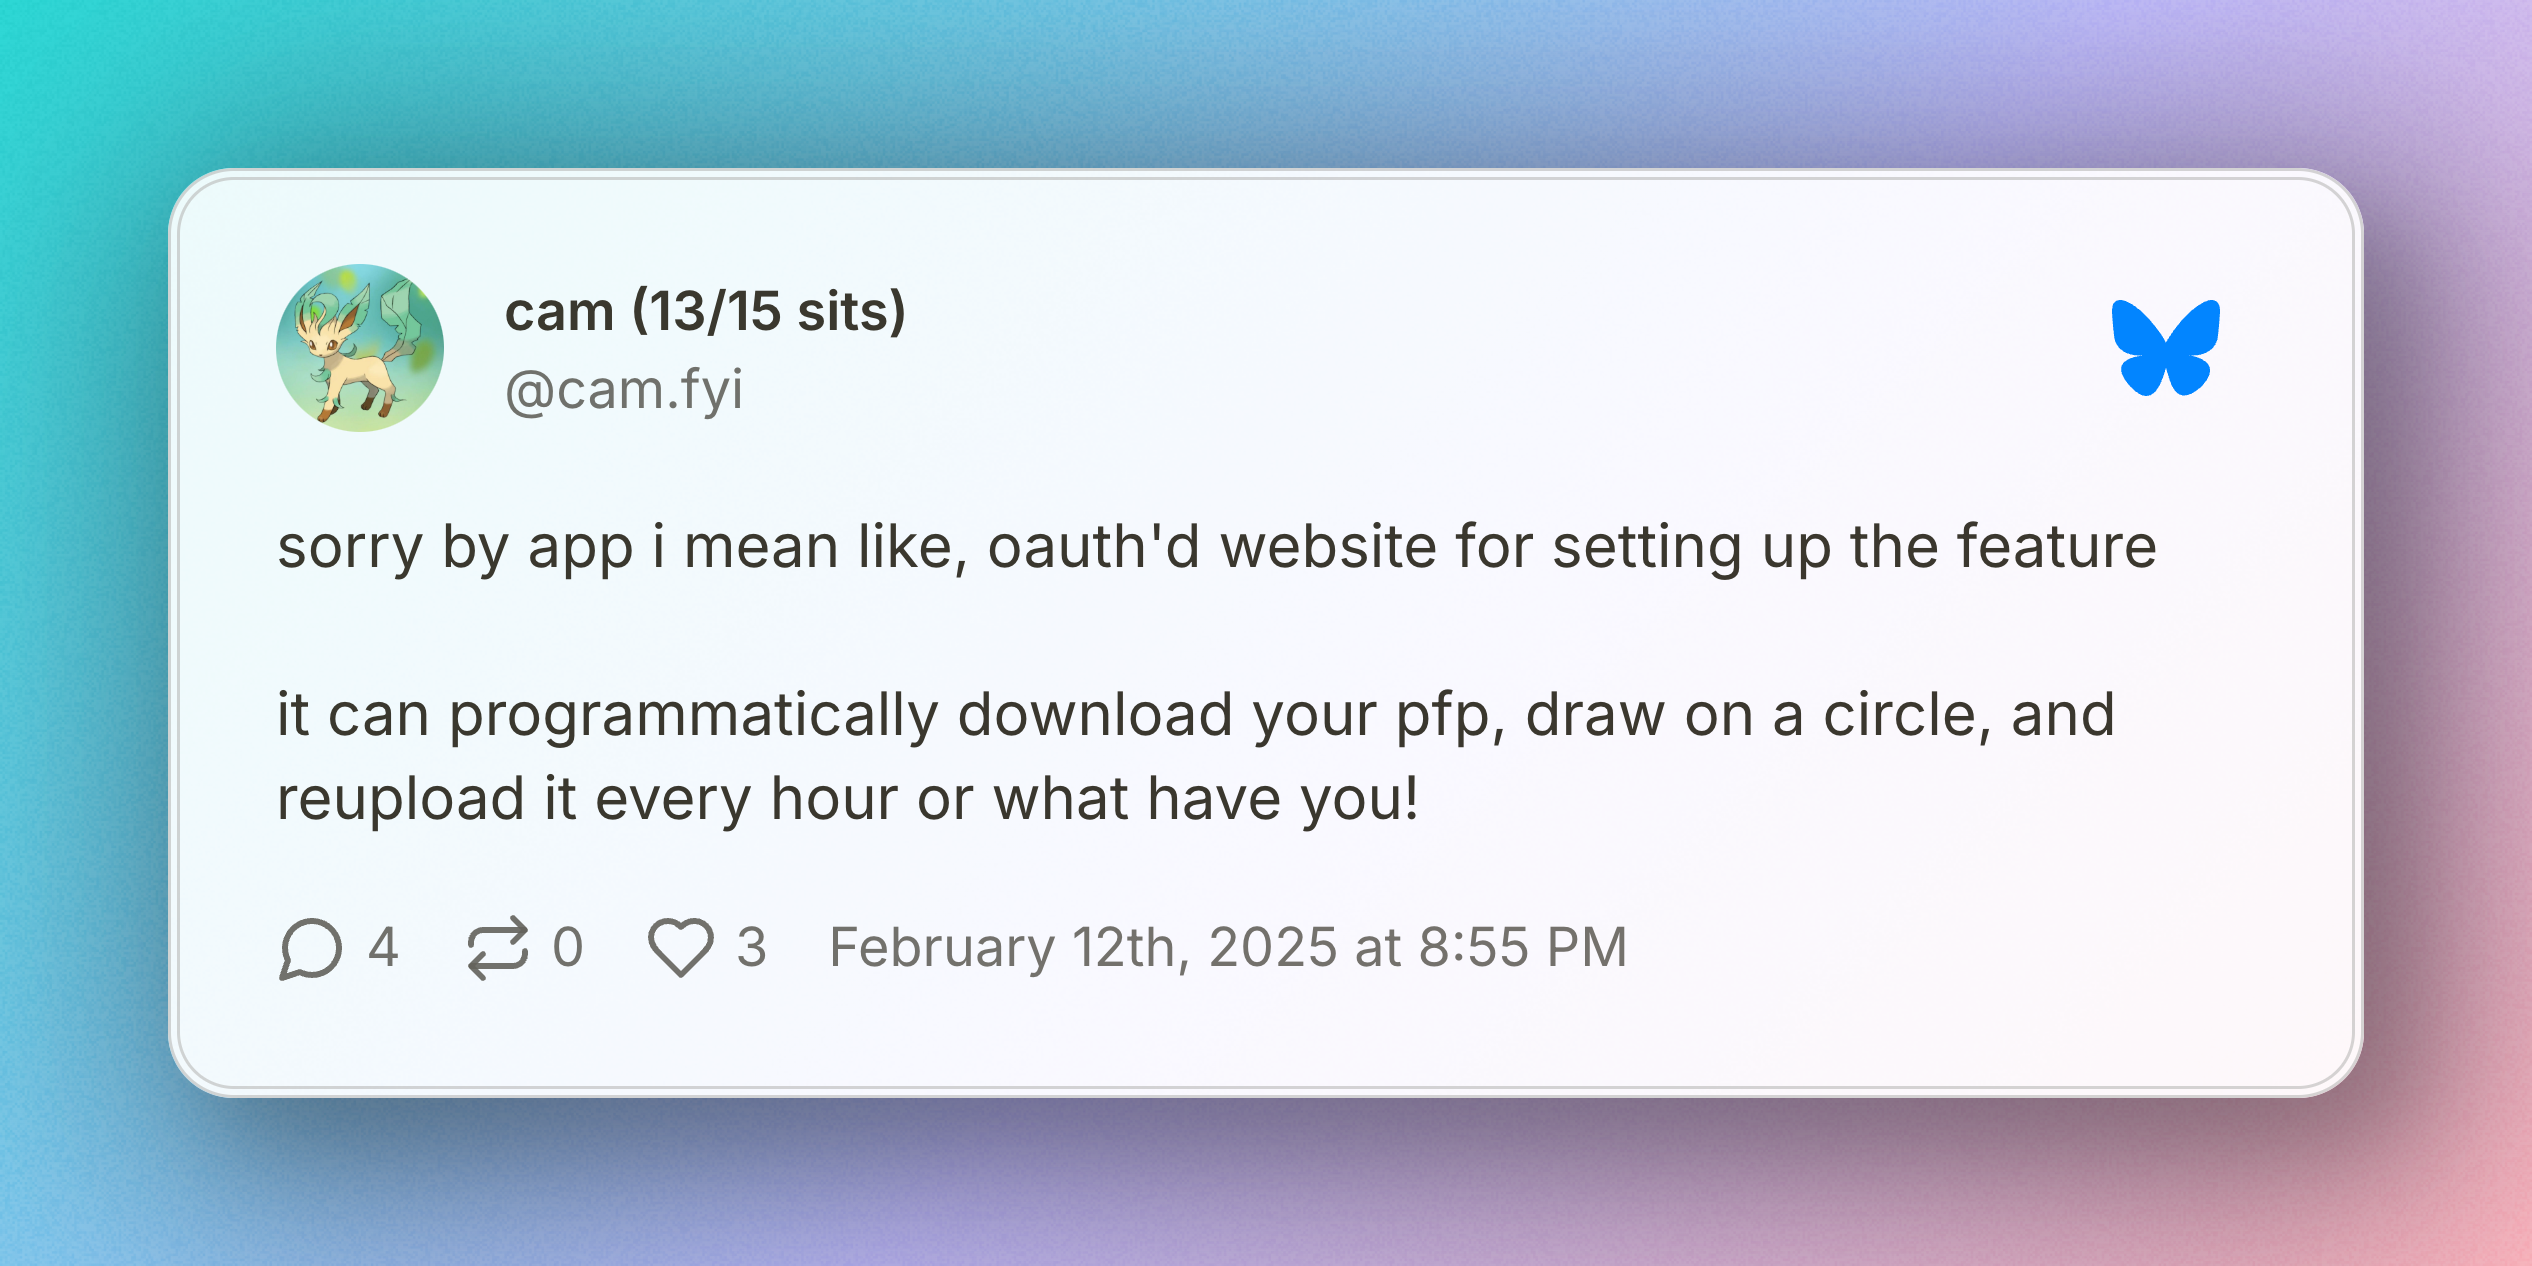 cam (13/15 sits)
@cam.fyi
sorry by app i mean like, oauth'd website for setting up the feature
it can programmatically download your pfp, draw on a circle, and
reupload it every hour or what have you!
4 0 3 February 12th, 2025 at 8:55 PM